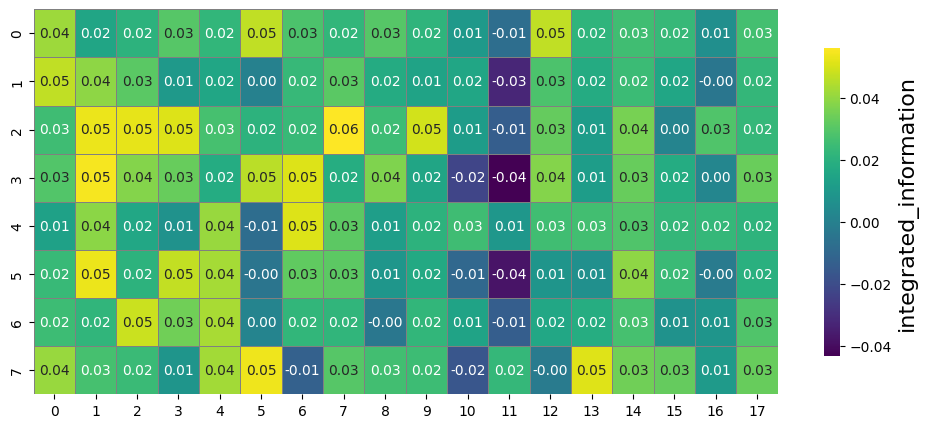 0 0.04 0.02 0.02 0.03 0.02 0.05 0.03 0.02 0.03 0.02 0.01 -0.01 0.05 0.02 0.03 0.02 0.01 0.03
1 0.05 0.04 0.03 0.01 0.02 0.00 0.02 0.03 0.02 0.01 0.02 -0.03 0.03 0.02 0.02 0.02 -0.00 0.02
2 0.03 0.05 0.05 0.05 0.03 0.02 0.02 0.06 0.02 0.05 0.01 -0.01 0.03 0.01 0.04 0.00 0.03 0.02
3 0.03 0.05 0.04 0.03 0.02 0.05 0.05 0.02 0.04 0.02 -0.02 -0.04 0.04 0.01 0.03 0.02 0.00 0.03
4 0.01 0.04 0.02 0.01 0.04 -0.01 0.05 0.03 0.01 0.02 0.03 0.01 0.03 0.03 0.03 0.02 0.02 0.02
5 0.02 0.05 0.02 0.05 0.04 -0.00 0.03 0.03 0.01 0.02 -0.01 -0.04 0.01 0.01 0.04 0.02 -0.00 0.02
6 0.02 0.02 0.05 0.03 0.04 0.00 0.02 0.02 -0.00 0.02 0.01 -0.01 0.02 0.02 0.03 0.01 0.01 0.03
7 0.04 0.03 0.02 0.01 0.04 0.05 -0.01 0.03 0.03 0.02 -0.02 0.02 -0.00 0.05 0.03 0.03 0.01 0.03
0 1 2 3 4 5 6 7 8 9 10 11 12 13 14 15 16 17
0.04
0.02
0.00
−0.02
−0.04
integrated_information